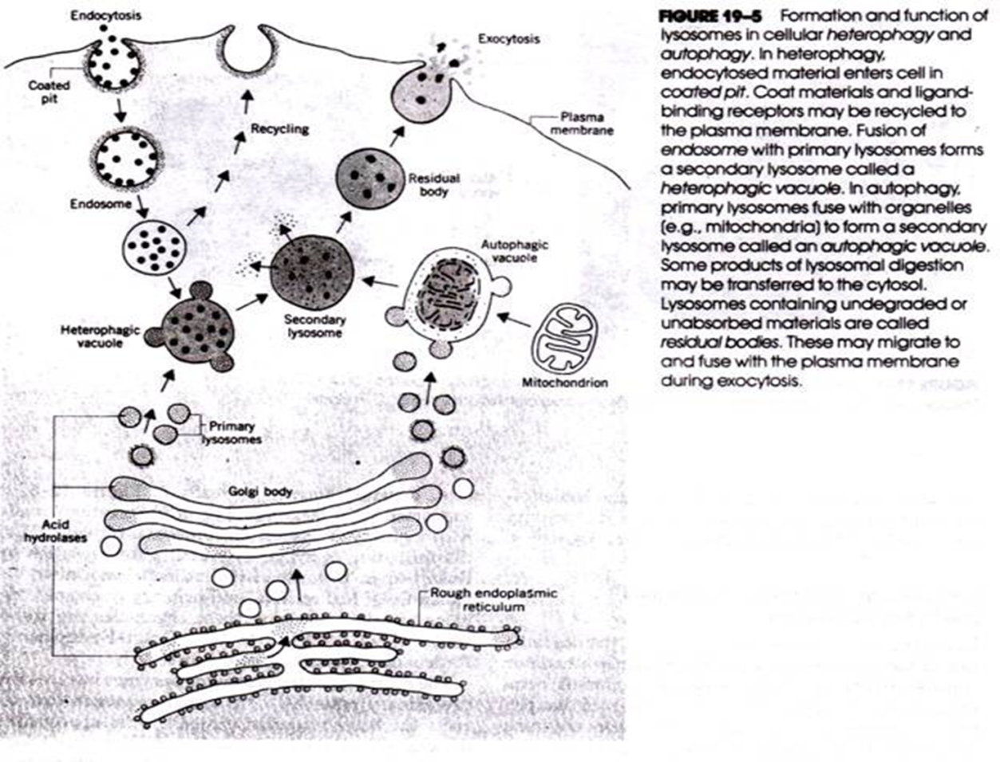 Endocytosis
Coated
pit
Recycling
Exocytosis
Plasma
membrane
Endosome
Residual
body
Autophagic
vacuole
Heterophagic
vacuole
Secondary
lysosome
Mitochondrion
Primary
lysosomes
Golgi body
Acid
hydrolases
Rough endoplasmic
reticulum
FIGURE 19–5 Formation and function of
lysosomes in cellular heterophagy and
autophagy. In heterophagy,
endocytosed material enters cell in
coated pit. Coat materials and ligand-
binding receptors may be recycled to
the plasma membrane. Fusion of
endosome with primary lysosomes forms
a secondary lysosome called a
heterophagic vacuole. In autophagy,
primary lysosomes fuse with organelles
(e.g., mitochondria) to form a secondary
lysosome called an autophagic vacuole.
Some products of lysosomal digestion
may be transferred to the cytosol.
Lysosomes containing undegraded or
unabsorbed materials are called
residual bodies. These may migrate to
and fuse with the plasma membrane
during exocytosis.